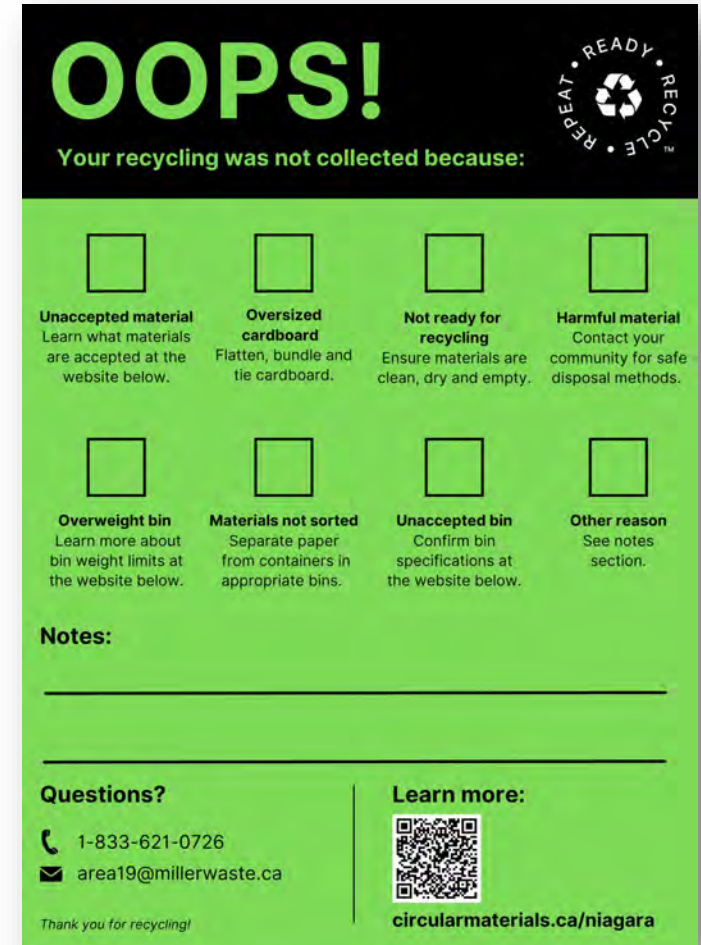 OOPS!
READY • RECYCLE • REPEAT •
TM
Your recycling was not collected because:
Unaccepted material
Learn what materials
are accepted at the
website below.
Oversized
cardboard
Flatten, bundle and
tie cardboard.
Not ready for
recycling
Ensure materials are
clean, dry and empty.
Harmful material
Contact your
community for safe
disposal methods.
Overweight bin
Learn more about
bin weight limits at
the website below.
Materials not sorted
Separate paper
from containers in
appropriate bins.
Unaccepted bin
Confirm bin
specifications at
the website below.
Other reason
See notes
section.
Notes:
Questions?
1-833-621-0726
area19@millerwaste.ca
Thank you for recycling!
Learn more:
circularmaterials.ca/niagara